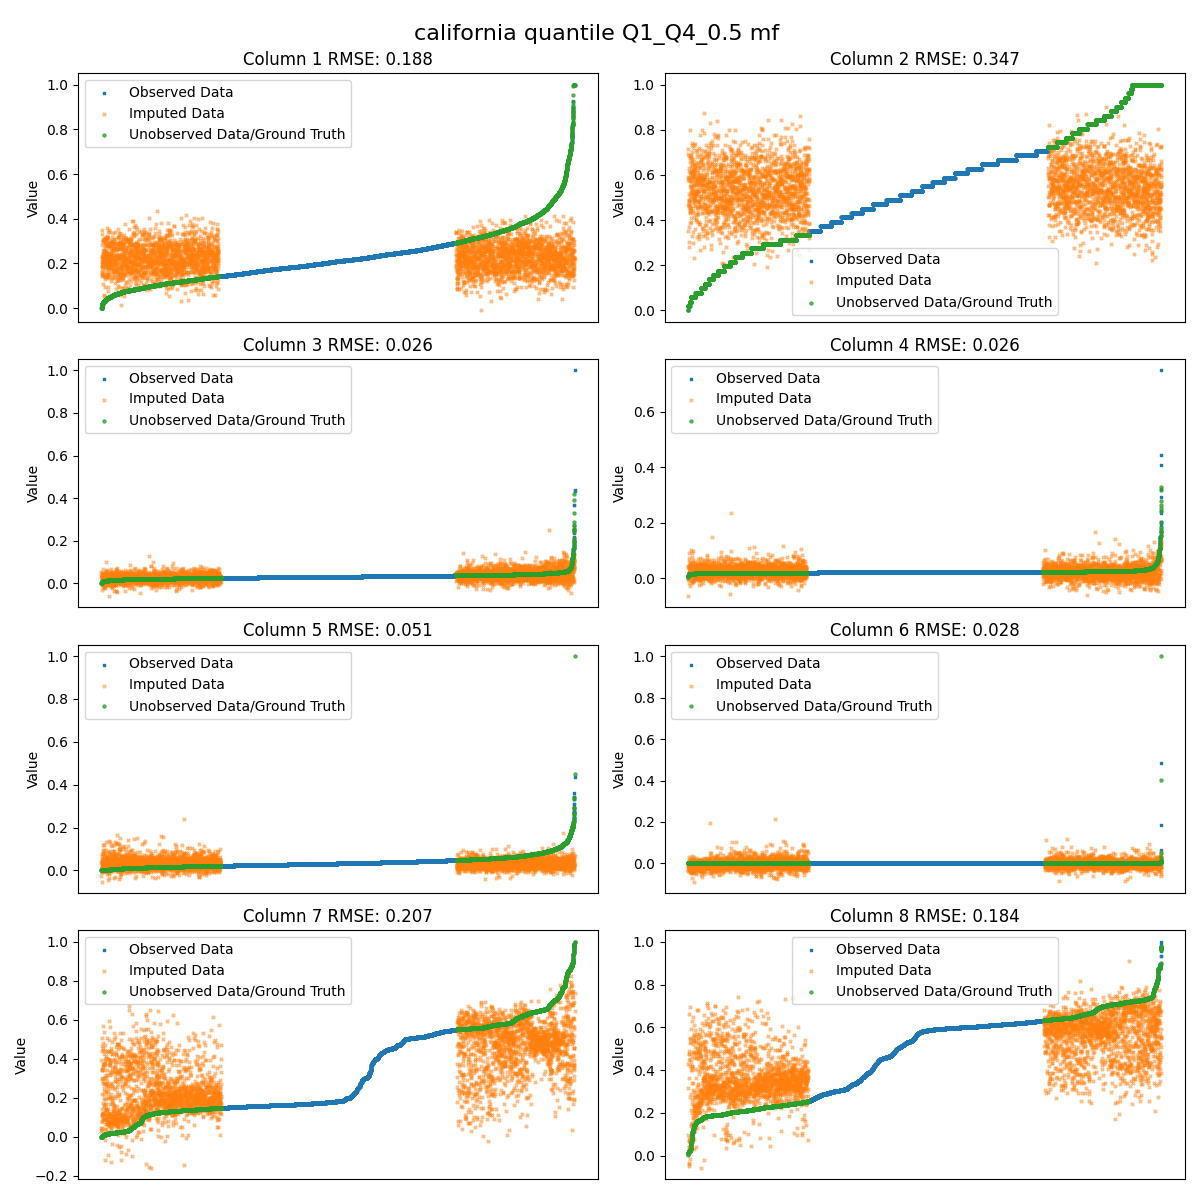 california quantile Q1_Q4_0.5 mf
Column 1 RMSE: 0.188
1.0
0.8
0.6
0.4
0.2
0.0
Value
Observed Data
Imputed Data
Unobserved Data/Ground Truth
Column 2 RMSE: 0.347
1.0
0.8
0.6
0.4
0.2
0.0
Value
Observed Data
Imputed Data
Unobserved Data/Ground Truth
Column 3 RMSE: 0.026
1.0
0.8
0.6
0.4
0.2
0.0
Value
Observed Data
Imputed Data
Unobserved Data/Ground Truth
Column 4 RMSE: 0.026
0.6
0.4
0.2
0.0
Value
Observed Data
Imputed Data
Unobserved Data/Ground Truth
Column 5 RMSE: 0.051
1.0
0.8
0.6
0.4
0.2
0.0
Value
Observed Data
Imputed Data
Unobserved Data/Ground Truth
Column 6 RMSE: 0.028
1.0
0.8
0.6
0.4
0.2
0.0
Value
Observed Data
Imputed Data
Unobserved Data/Ground Truth
Column 7 RMSE: 0.207
1.0
0.8
0.6
0.4
0.2
0.0
−0.2
Value
Observed Data
Imputed Data
Unobserved Data/Ground Truth
Column 8 RMSE: 0.184
1.0
0.8
0.6
0.4
0.2
0.0
Value
Observed Data
Imputed Data
Unobserved Data/Ground Truth